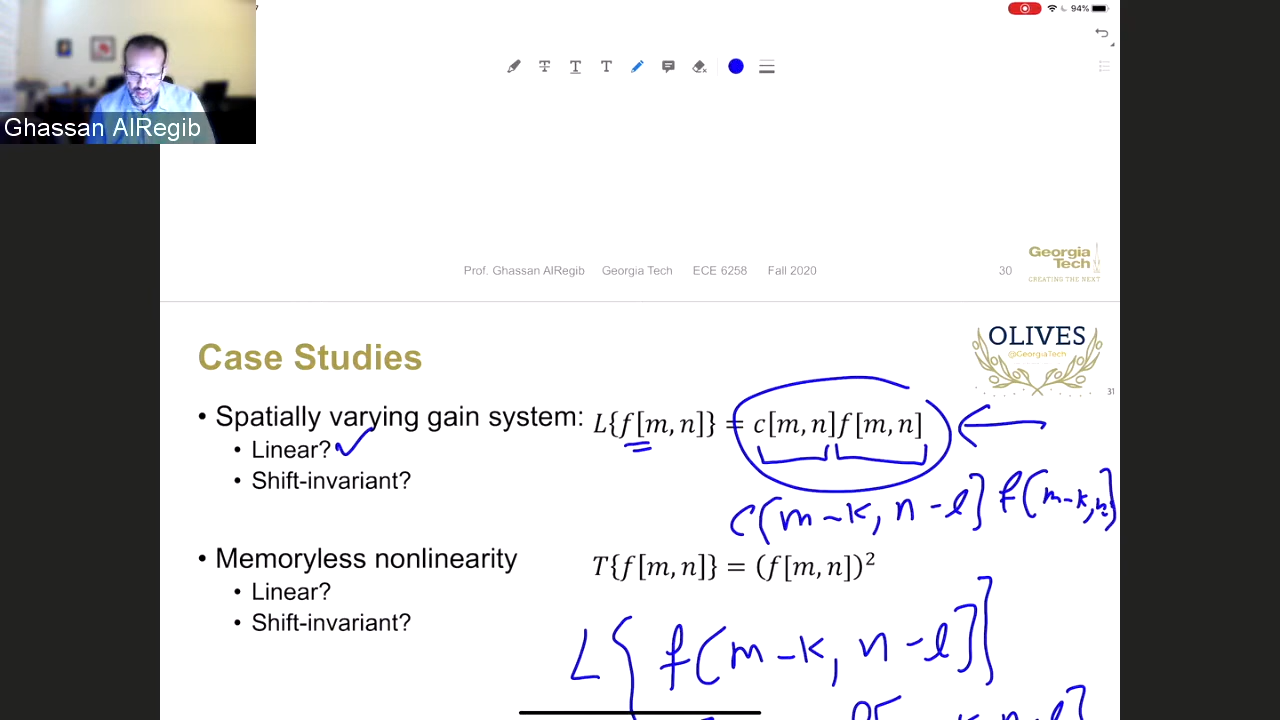 94%
Ghassan AlRegib
Prof. Ghassan AlRegib Georgia Tech ECE 6258 Fall 2020 30
Georgia Tech
CREATING THE NEXT
OLIVES
@GeorgiaTech
31
Case Studies
• Spatially varying gain system: L{f[m, n]} = c[m, n]f[m, n]
• Linear? ✓
• Shift-invariant?
c[m-k, n-l] f[m-k,
• Memoryless nonlinearity T{f[m, n]} = (f[m, n])²
• Linear?
• Shift-invariant?
L{ f[m-k, n-l]}